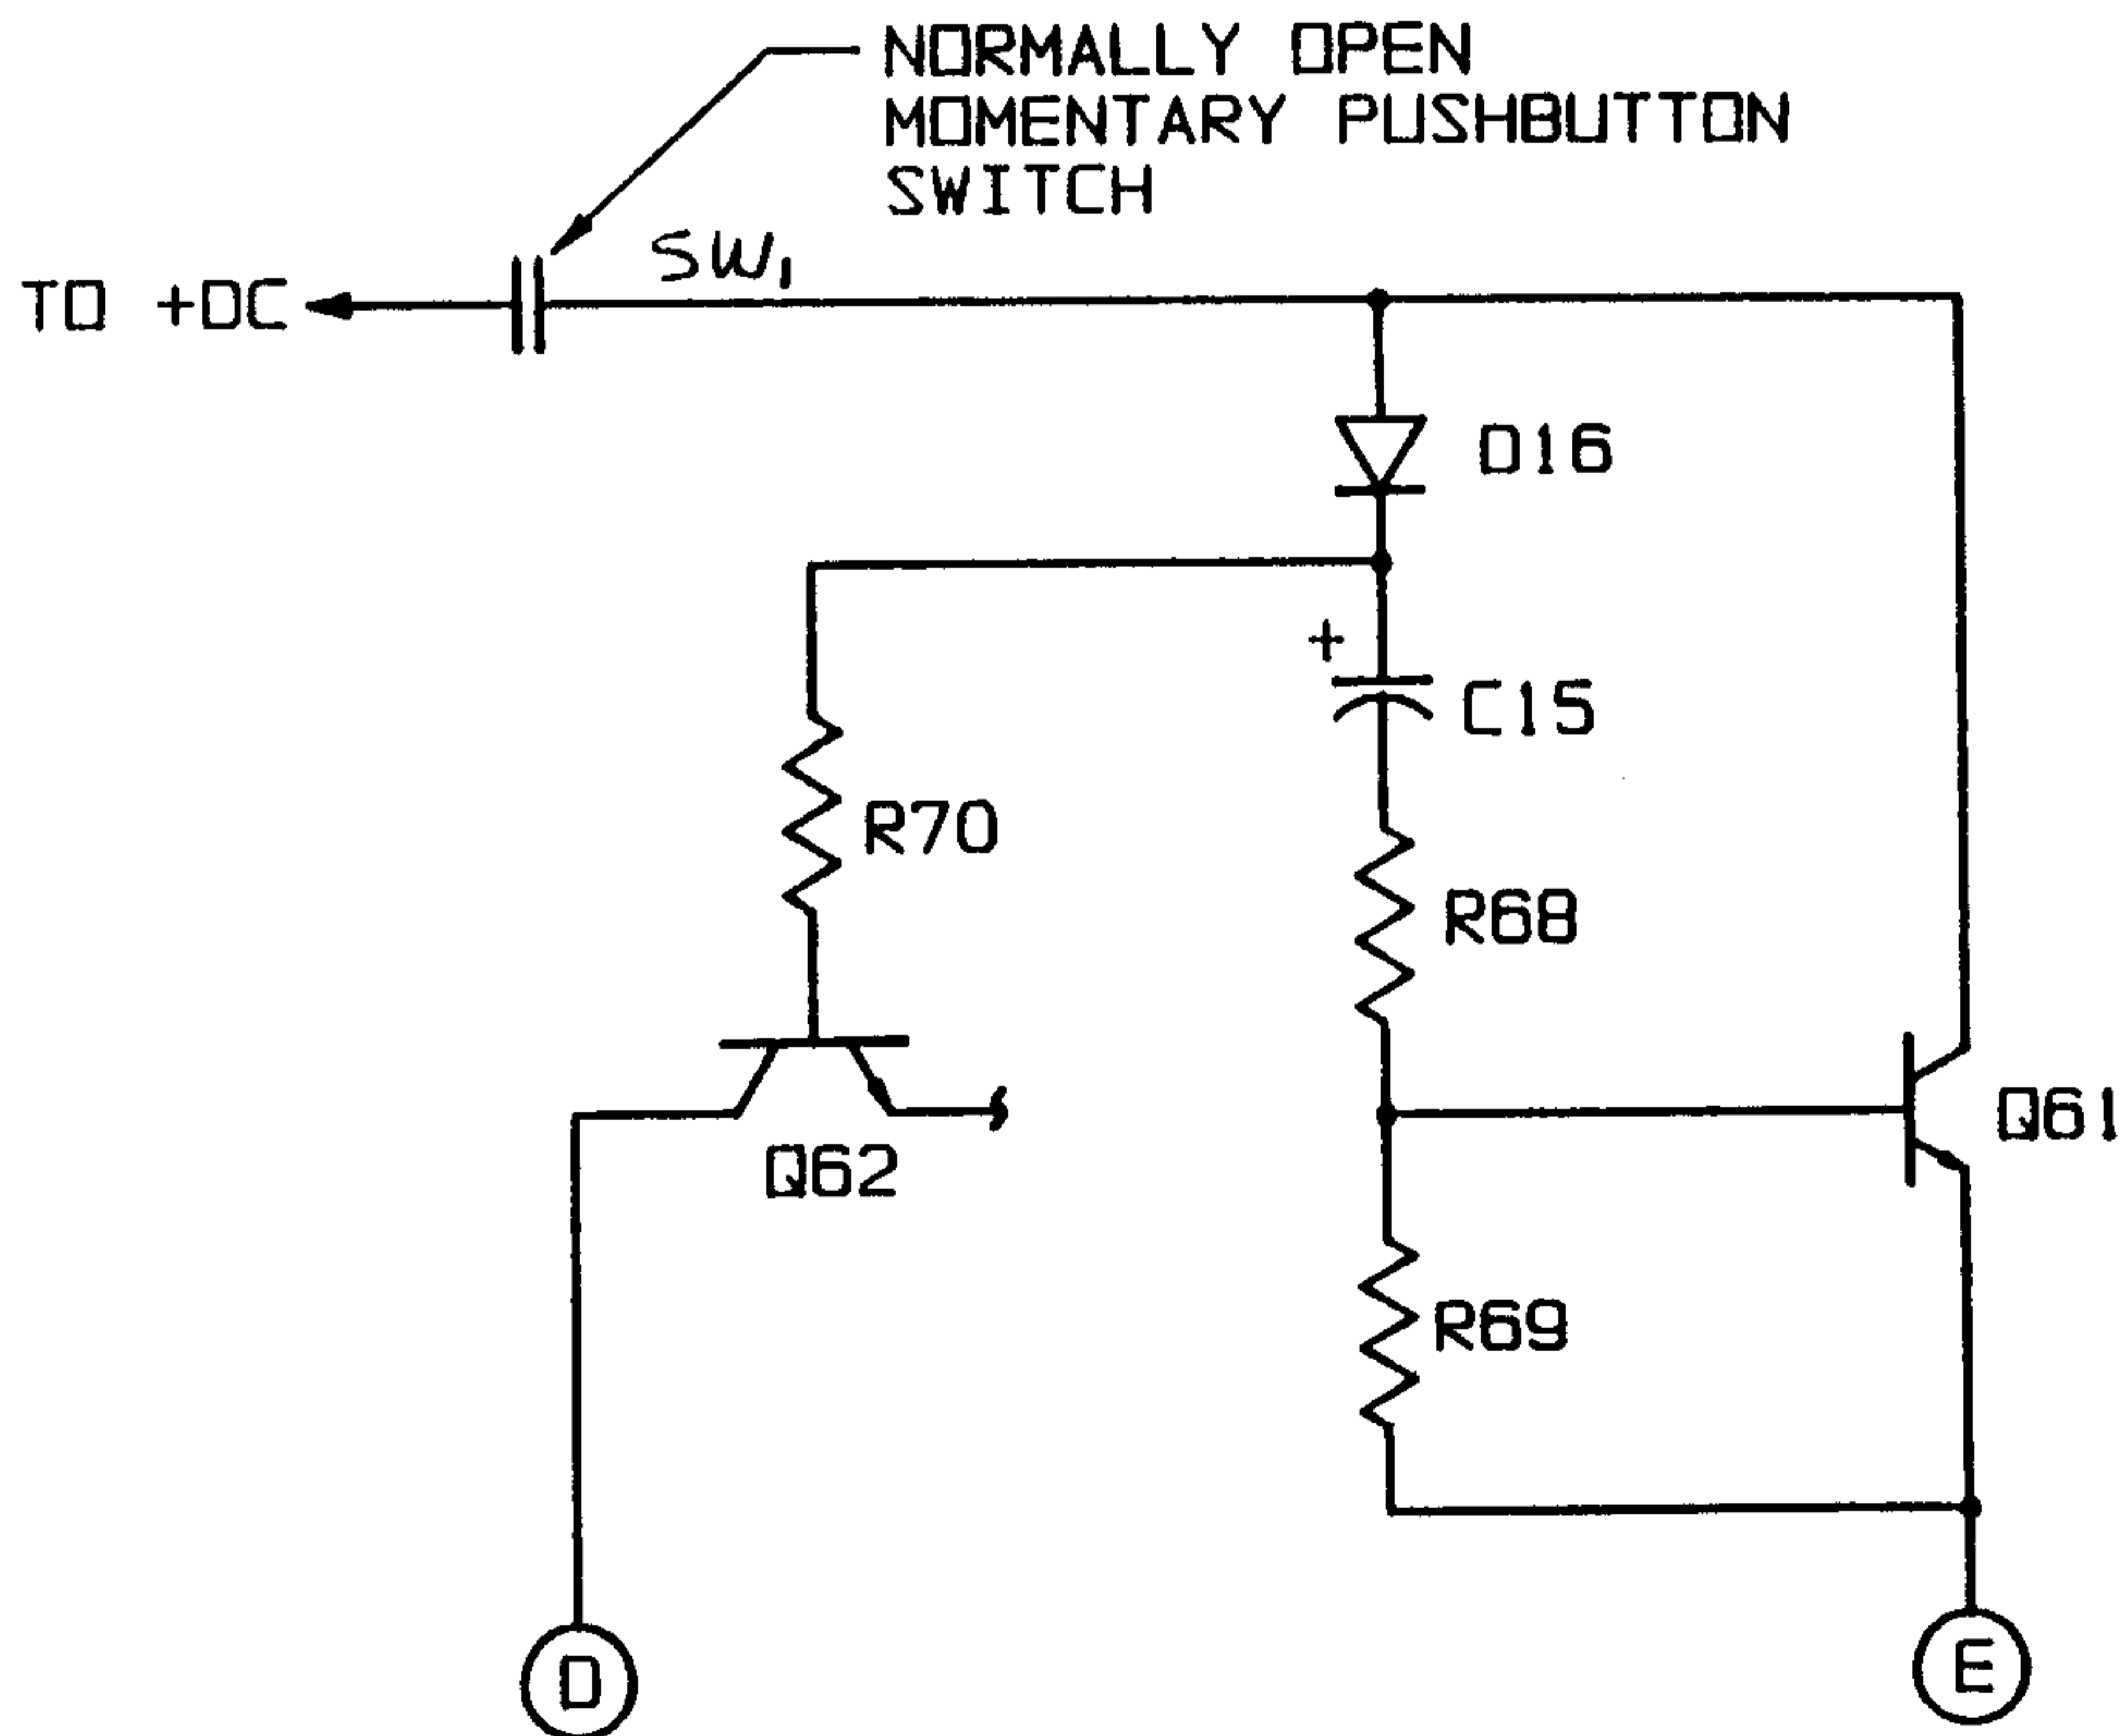 NORMALLY OPEN
MOMENTARY PUSHBUTTON
SWITCH
SW1
TO +DC
D16
+
C15
R70
R68
Q61
Q62
R69
D
E